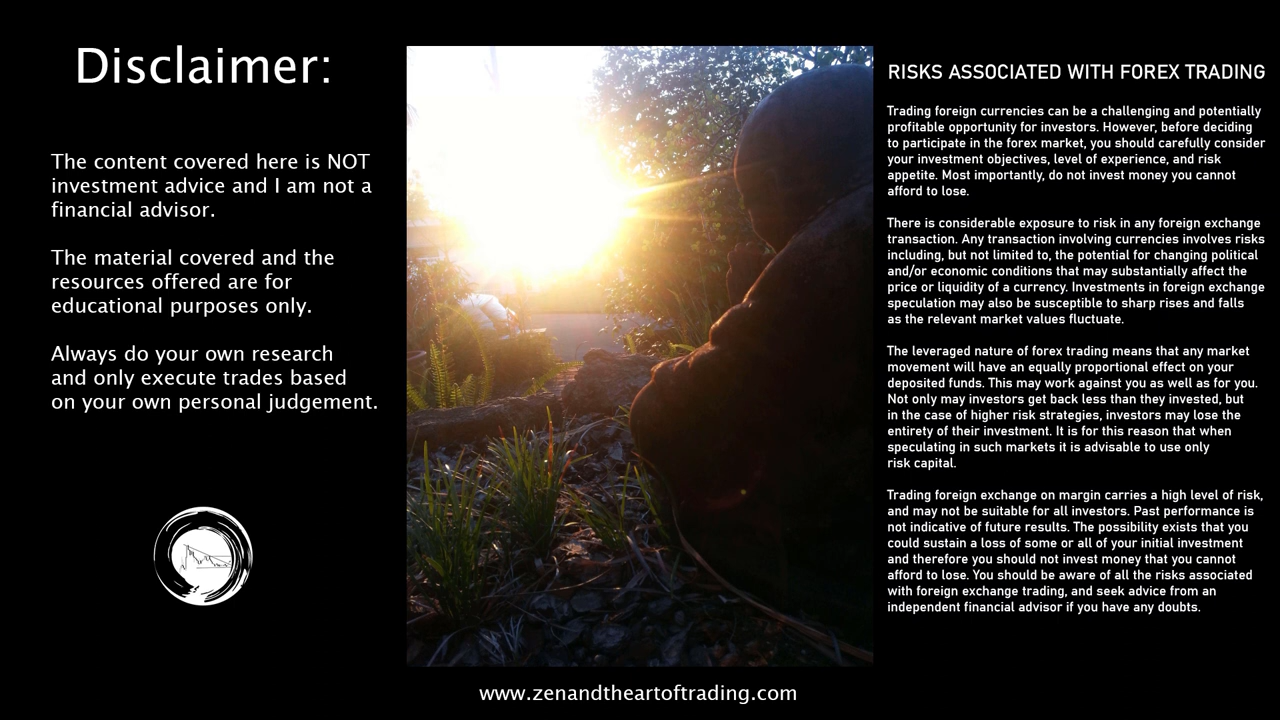 Disclaimer:
The content covered here is NOT
investment advice and I am not a
financial advisor.
The material covered and the
resources offered are for
educational purposes only.
Always do your own research
and only execute trades based
on your own personal judgement.
RISKS ASSOCIATED WITH FOREX TRADING
Trading foreign currencies can be a challenging and potentially
profitable opportunity for investors. However, before deciding
to participate in the forex market, you should carefully consider
your investment objectives, level of experience, and risk
appetite. Most importantly, do not invest money you cannot
afford to lose.
There is considerable exposure to risk in any foreign exchange
transaction. Any transaction involving currencies involves risks
including, but not limited to, the potential for changing political
and/or economic conditions that may substantially affect the
price or liquidity of a currency. Investments in foreign exchange
speculation may also be susceptible to sharp rises and falls
as the relevant market values fluctuate.
The leveraged nature of forex trading means that any market
movement will have an equally proportional effect on your
deposited funds. This may work against you as well as for you.
Not only may investors get back less than they invested, but
in the case of higher risk strategies, investors may lose the
entirety of their investment. It is for this reason that when
speculating in such markets it is advisable to use only
risk capital.
Trading foreign exchange on margin carries a high level of risk,
and may not be suitable for all investors. Past performance is
not indicative of future results. The possibility exists that you
could sustain a loss of some or all of your initial investment
and therefore you should not invest money that you cannot
afford to lose. You should be aware of all the risks associated
with foreign exchange trading, and seek advice from an
independent financial advisor if you have any doubts.
www.zenandtheartoftrading.com